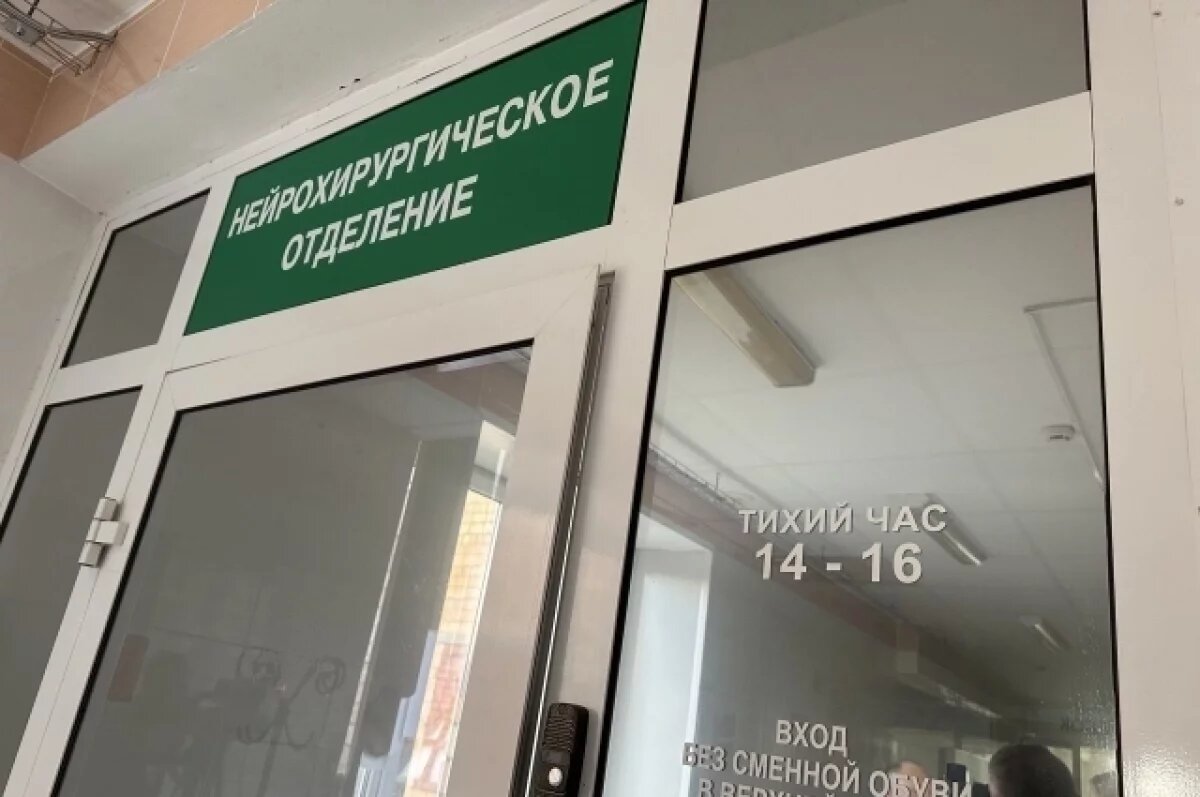 НЕЙРОХИРУРГИЧЕСКОЕ
ОТДЕЛЕНИЕ
ТИХИЙ ЧАС
14 - 16
ВХОД
БЕЗ СМЕННОЙ ОБУВИ